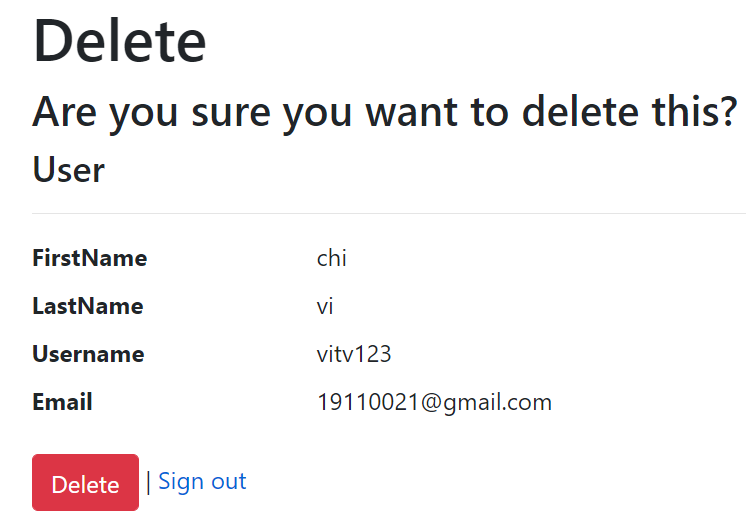 Delete
Are you sure you want to delete this?
User
FirstName chi
LastName vi
Username vitv123
Email 19110021@gmail.com
Delete | Sign out